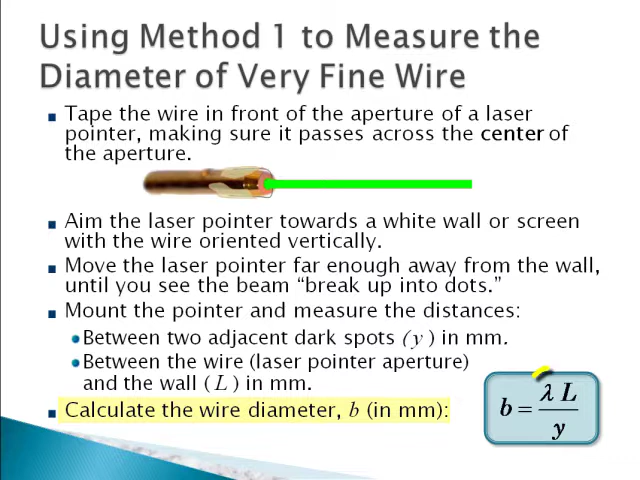 Using Method 1 to Measure the
Diameter of Very Fine Wire
Tape the wire in front of the aperture of a laser
pointer, making sure it passes across the center of
the aperture.
Aim the laser pointer towards a white wall or screen
with the wire oriented vertically.
Move the laser pointer far enough away from the wall,
until you see the beam “break up into dots.”
Mount the pointer and measure the distances:
Between two adjacent dark spots (y ) in mm.
Between the wire (laser pointer aperture)
and the wall ( L ) in mm.
Calculate the wire diameter, b (in mm):
b = λ L / y